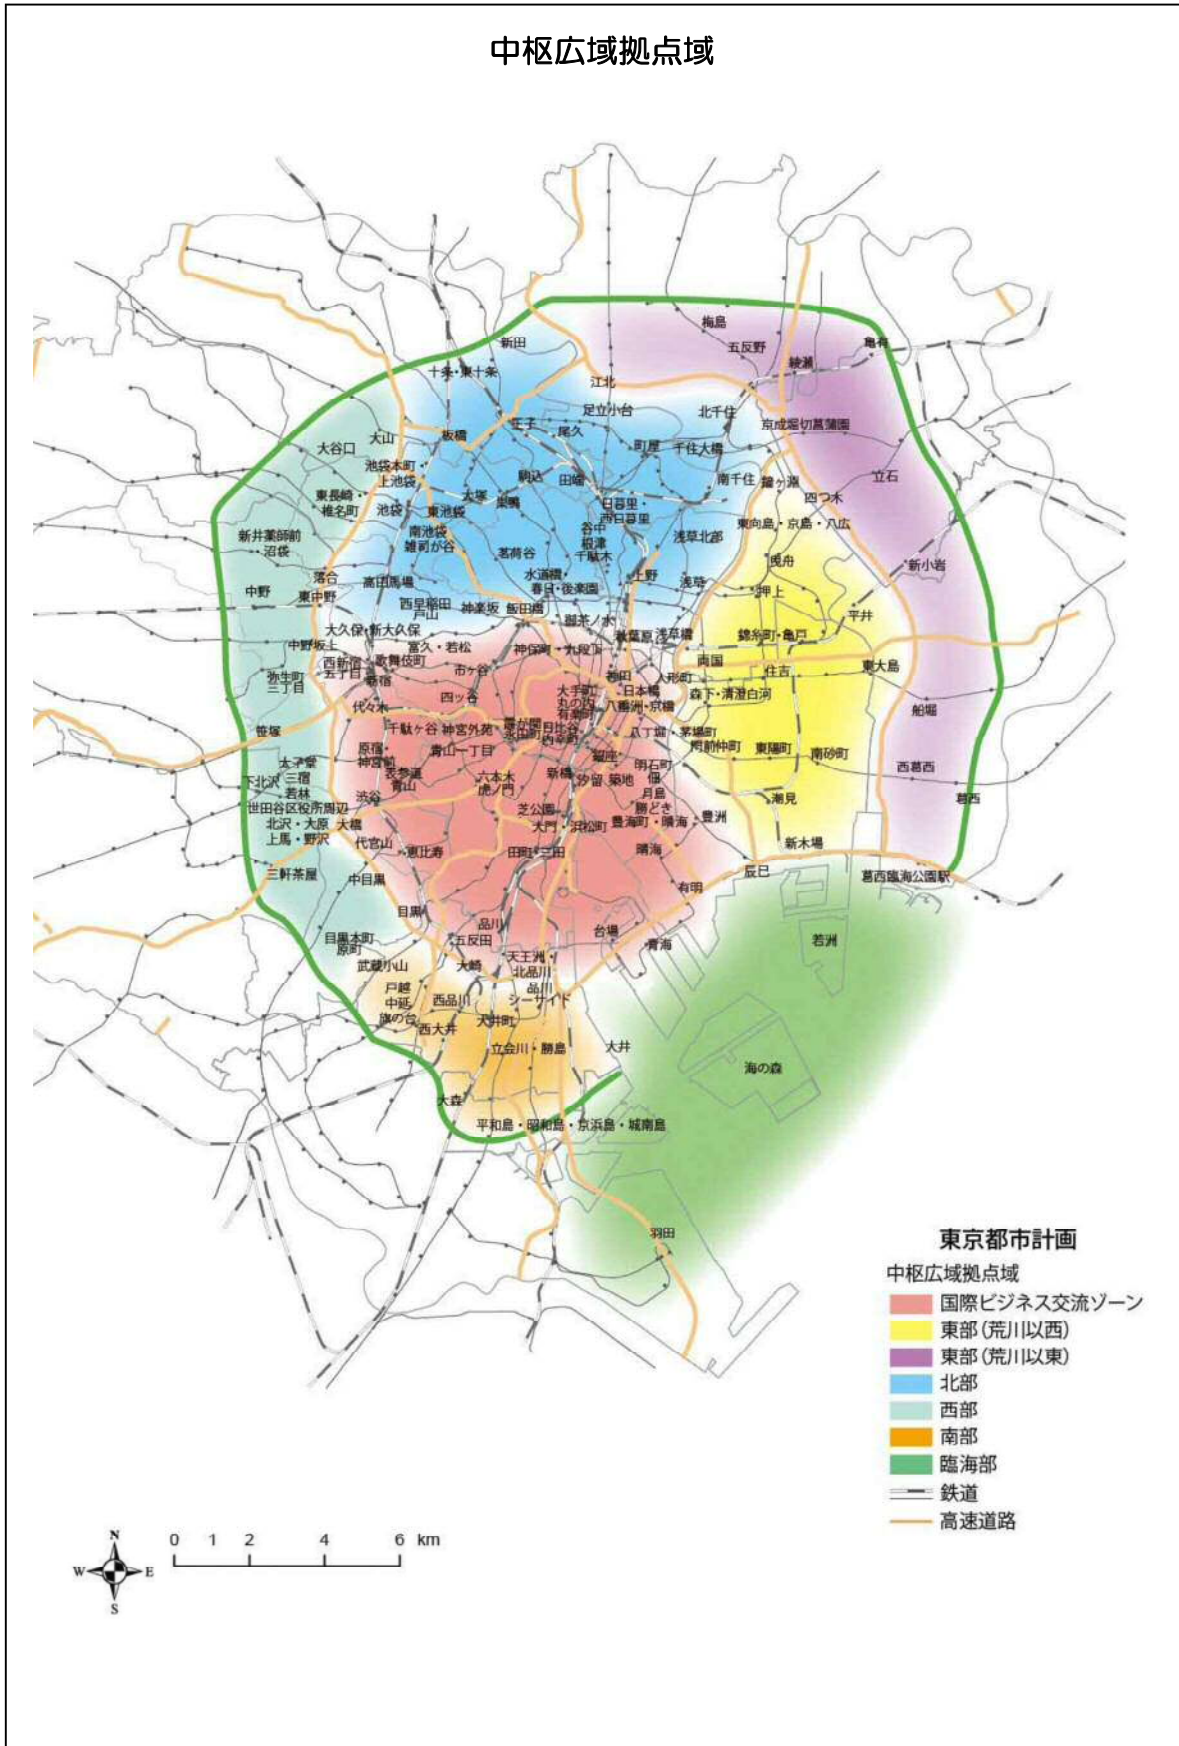 中枢広域拠点域
梅島
新田
五反野
亀有
綾瀬
十条・東十条
江北
足立小台
北千住
王子
尾久
京成堀切菖蒲園
大山
板橋
大谷口
町屋
千住大橋
池袋本町・
上池袋
駒込
田端
南千住
鐘ヶ淵
立石
東長崎・
椎名町
池袋
大塚
巣鴨
東池袋
日暮里・
西日暮里
四つ木
東向島・京島・八広
新井薬師前
・沼袋
南池袋
雑司が谷
谷中
根津
千駄木
浅草北部
茗荷谷
曳舟
新小岩
落合
高田馬場
水道橋・
春日・後楽園
上野
浅草
押上
中野
東中野
西早稲田
戸山
神楽坂
飯田橋
平井
御茶ノ水
大久保・新大久保
秋葉原
浅草橋
錦糸町・亀戸
中野坂上
富久・若松
神保町・九段下
西新宿
五丁目
歌舞伎町
両国
東大島
弥生町
三丁目
新宿
市ヶ谷
神田
人形町
住吉
四ッ谷
大手町
丸の内
有楽町
日本橋
森下・清澄白河
代々木
八重洲・京橋
船堀
笹塚
千駄ヶ谷
神宮外苑
霞が関
永田町
日比谷
内幸町
八丁堀・茅場町
原宿・
神宮前
青山一丁目
銀座
門前仲町
東陽町
南砂町
太子堂
三宿
若林
表参道
青山
六本木
虎ノ門
新橋
汐留
築地
明石町
佃
月島
西葛西
下北沢
渋谷
潮見
葛西
世田谷区役所周辺
芝公園
勝どき
北沢・大原
大橋
大門・浜松町
豊海町・晴海
豊洲
上馬・野沢
代官山
恵比寿
田町・三田
晴海
新木場
三軒茶屋
中目黒
辰巳
葛西臨海公園駅
有明
目黒
品川
台場
目黒本町
原町
五反田
青海
若洲
武蔵小山
大崎
天王洲・
北品川
戸越
中延
旗の台
西品川
品川
シーサイド
西大井
大井町
立会川・勝島
大井
海の森
大森
平和島・昭和島・京浜島・城南島
羽田
東京都市計画
中枢広域拠点域
国際ビジネス交流ゾーン
東部（荒川以西）
東部（荒川以東）
北部
西部
南部
臨海部
鉄道
高速道路
N
W
E
S
0 1 2 4 6 km